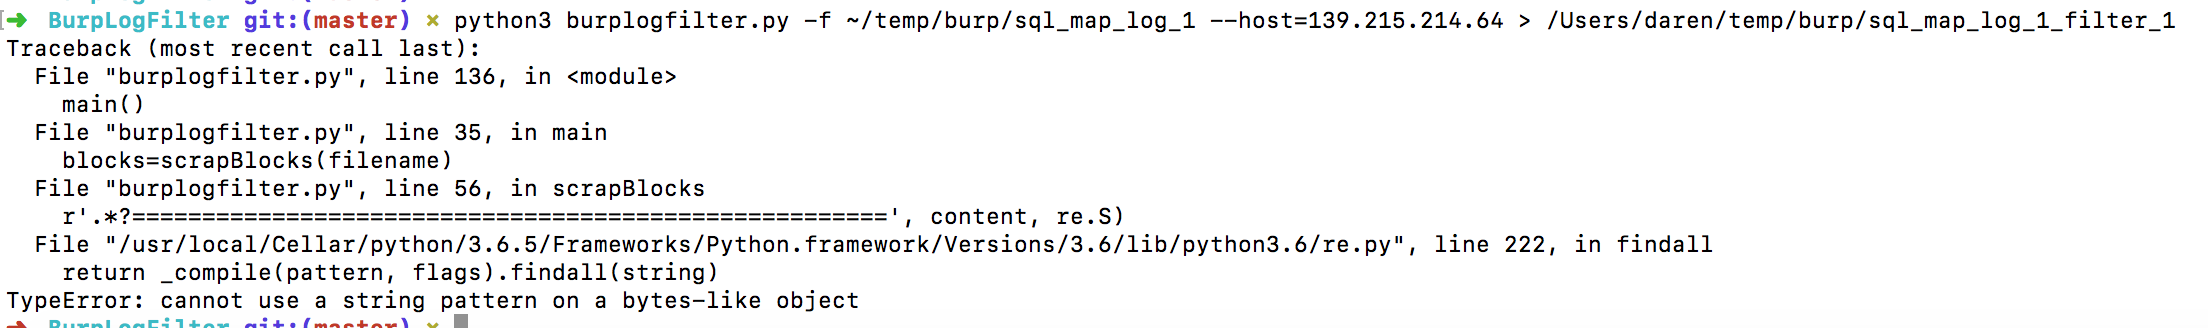 ➜ BurpLogFilter git:(master) × python3 burplogfilter.py -f ~/temp/burp/sql_map_log_1 --host=139.215.214.64 > /Users/daren/temp/burp/sql_map_log_1_filter_1
Traceback (most recent call last):
  File "burplogfilter.py", line 136, in <module>
    main()
  File "burplogfilter.py", line 35, in main
    blocks=scrapBlocks(filename)
  File "burplogfilter.py", line 56, in scrapBlocks
    r'.*?======================================================', content, re.S)
  File "/usr/local/Cellar/python/3.6.5/Frameworks/Python.framework/Versions/3.6/lib/python3.6/re.py", line 222, in findall
    return _compile(pattern, flags).findall(string)
TypeError: cannot use a string pattern on a bytes-like object
➜ BurpLogFilter git:(master) ×